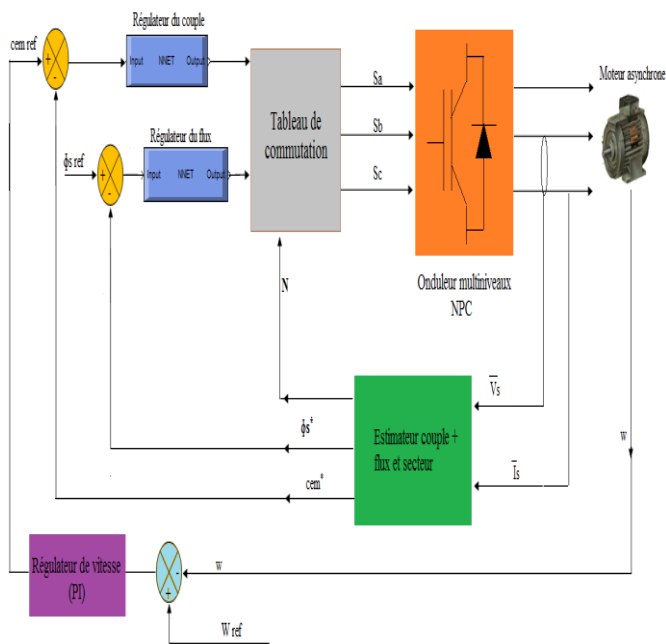 Régulateur du couple
cem ref
Input NNET Output
Moteur asynchrone
Sa
Régulateur du flux
Tableau de
commutation
Sb
ϕs ref
Input NNET Output
Sc
Onduleur multiniveaux
NPC
N
Vs
ϕs*
Estimateur couple +
flux et secteur
w
Is
cem*
Régulateur de vitesse
(PI)
w
W ref